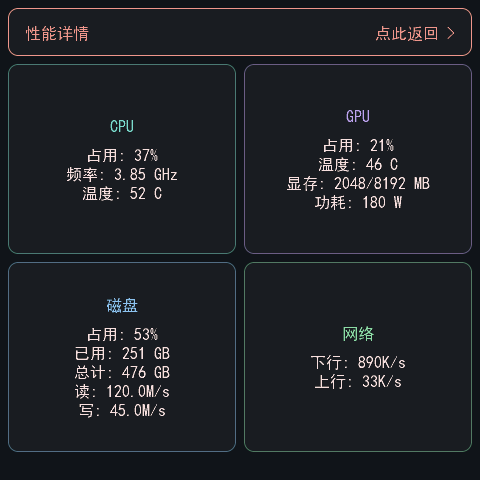 性能详情
点此返回 >
CPU
占用: 37%
频率: 3.85 GHz
温度: 52 C
GPU
占用: 21%
温度: 46 C
显存: 2048/8192 MB
功耗: 180 W
磁盘
占用: 53%
已用: 251 GB
总计: 476 GB
读: 120.0M/s
写: 45.0M/s
网络
下行: 890K/s
上行: 33K/s